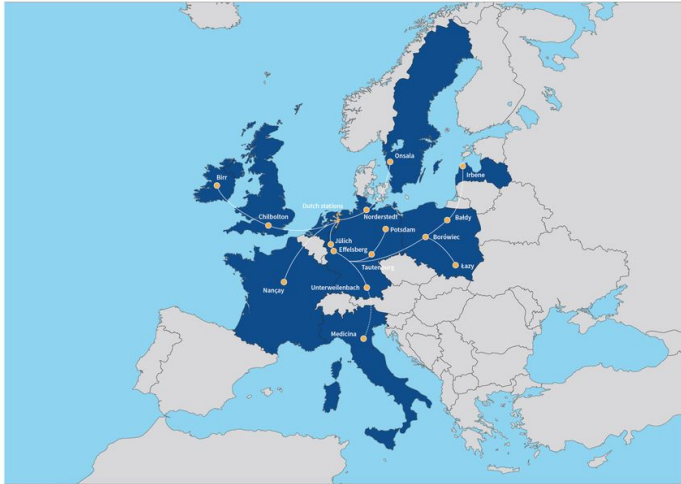 Onsala
Irbene
Birr
Dutch stations
Chilbolton
Norderstedt
Bałdy
Potsdam
Borówiec
Jülich
Effelsberg
Tautenburg
Łazy
Nançay
Unterweilenbach
Medicina